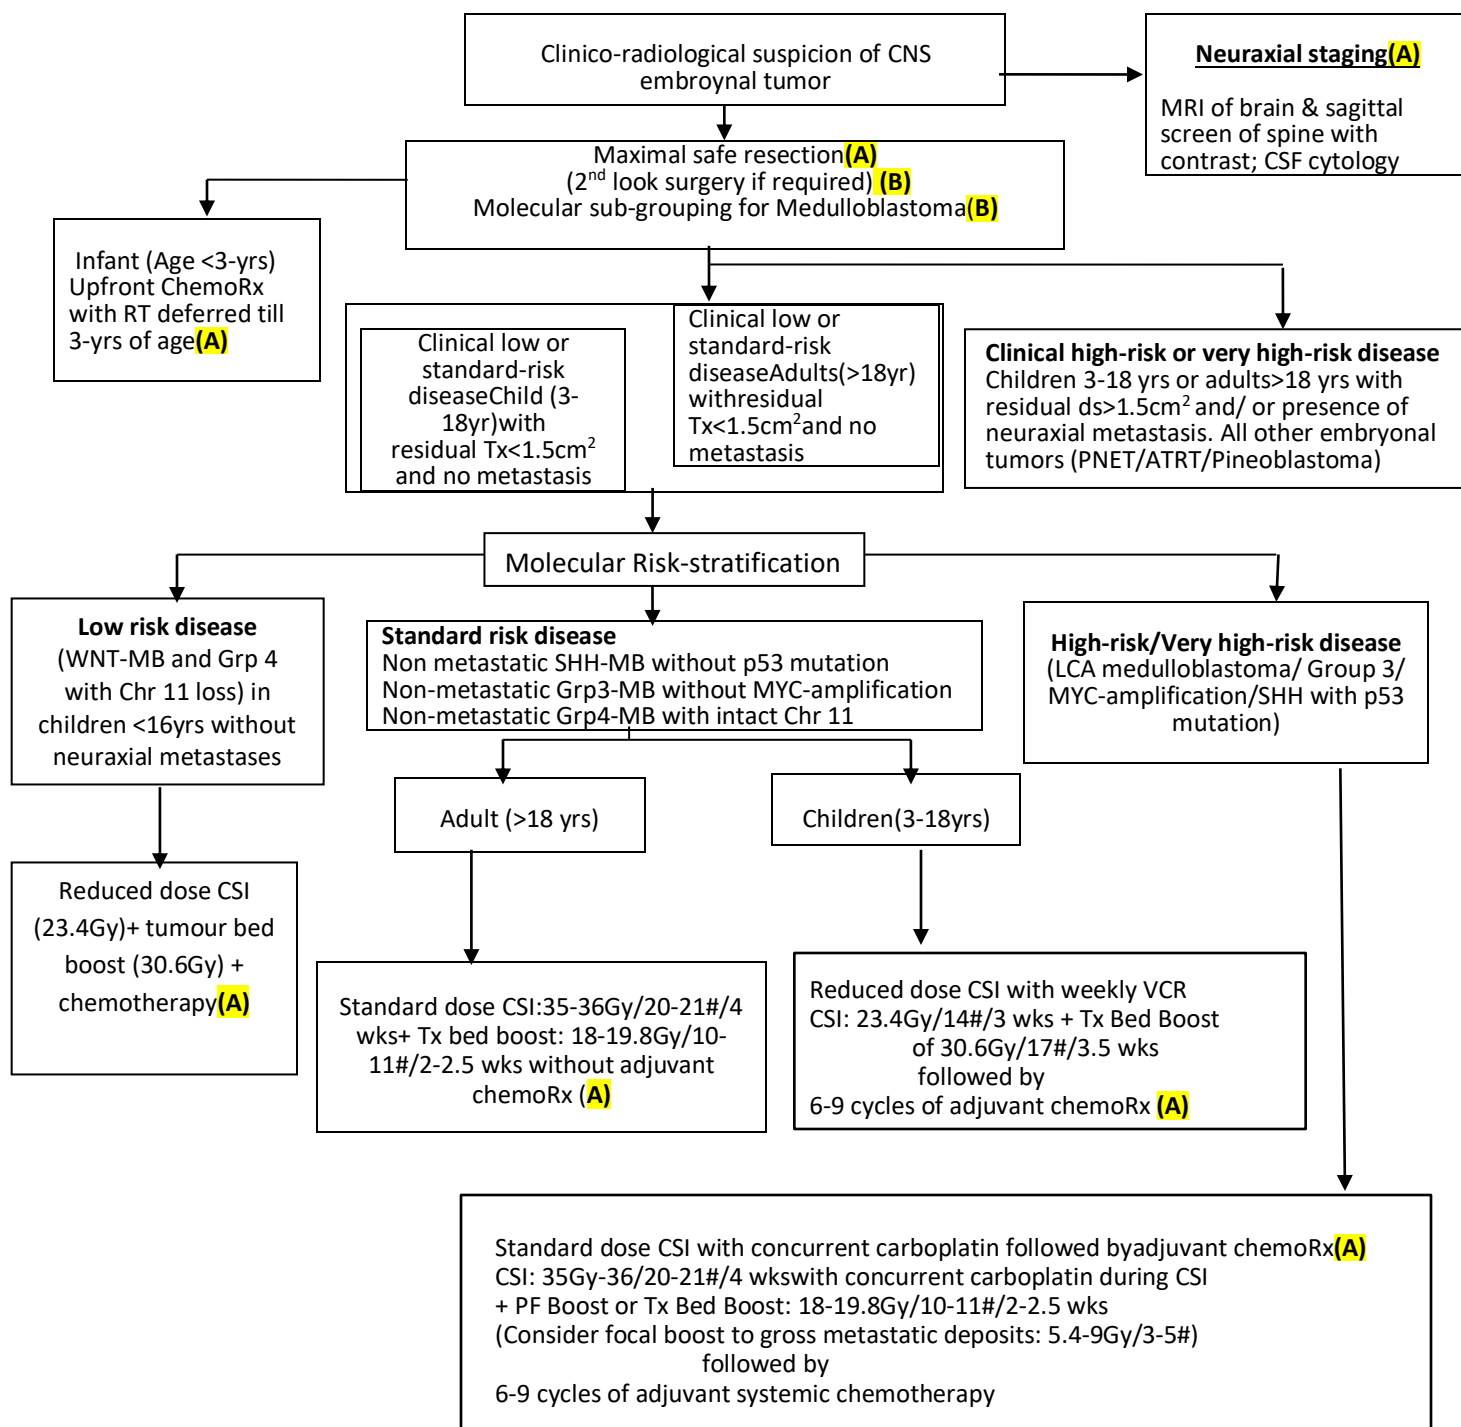 Clinico-radiological suspicion of CNS
embroynal tumor
Neuraxial staging(A)
MRI of brain & sagittal
screen of spine with
contrast; CSF cytology
Maximal safe resection(A)
(2nd look surgery if required) (B)
Molecular sub-grouping for Medulloblastoma(B)
Infant (Age <3-yrs)
Upfront ChemoRx
with RT deferred till
3-yrs of age(A)
Clinical low or
standard-risk
diseaseChild (3-
18yr)with
residual Tx<1.5cm2
and no metastasis
Clinical low or
standard-risk
diseaseAdults(>18yr)
withresidual
Tx<1.5cm2and no
metastasis
Clinical high-risk or very high-risk disease
Children 3-18 yrs or adults>18 yrs with
residual ds>1.5cm2 and/ or presence of
neuraxial metastasis. All other embryonal
tumors (PNET/ATRT/Pineoblastoma)
Molecular Risk-stratification
Low risk disease
(WNT-MB and Grp 4
with Chr 11 loss) in
children <16yrs without
neuraxial metastases
Standard risk disease
Non metastatic SHH-MB without p53 mutation
Non-metastatic Grp3-MB without MYC-amplification
Non-metastatic Grp4-MB with intact Chr 11
High-risk/Very high-risk disease
(LCA medulloblastoma/ Group 3/
MYC-amplification/SHH with p53
mutation)
Adult (>18 yrs)
Children(3-18yrs)
Reduced dose CSI
(23.4Gy)+ tumour bed
boost (30.6Gy) +
chemotherapy(A)
Standard dose CSI:35-36Gy/20-21#/4
wks+ Tx bed boost: 18-19.8Gy/10-
11#/2-2.5 wks without adjuvant
chemoRx (A)
Reduced dose CSI with weekly VCR
CSI: 23.4Gy/14#/3 wks + Tx Bed Boost
of 30.6Gy/17#/3.5 wks
followed by
6-9 cycles of adjuvant chemoRx (A)
Standard dose CSI with concurrent carboplatin followed byadjuvant chemoRx(A)
CSI: 35Gy-36/20-21#/4 wkswith concurrent carboplatin during CSI
+ PF Boost or Tx Bed Boost: 18-19.8Gy/10-11#/2-2.5 wks
(Consider focal boost to gross metastatic deposits: 5.4-9Gy/3-5#)
followed by
6-9 cycles of adjuvant systemic chemotherapy